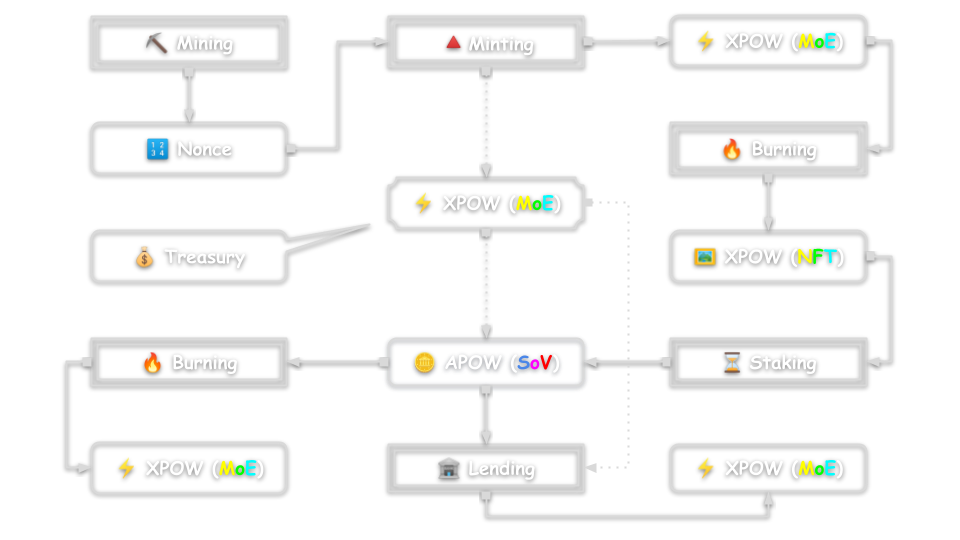 ⛏️ Mining
🔺 Minting
⚡ XPOW (MoE)
🔢 Nonce
🔥 Burning
⚡ XPOW (MoE)
💰 Treasury
🖼️ XPOW (NFT)
🔥 Burning
🪙 APOW (SoV)
⏳ Staking
⚡ XPOW (MoE)
🏦 Lending
⚡ XPOW (MoE)